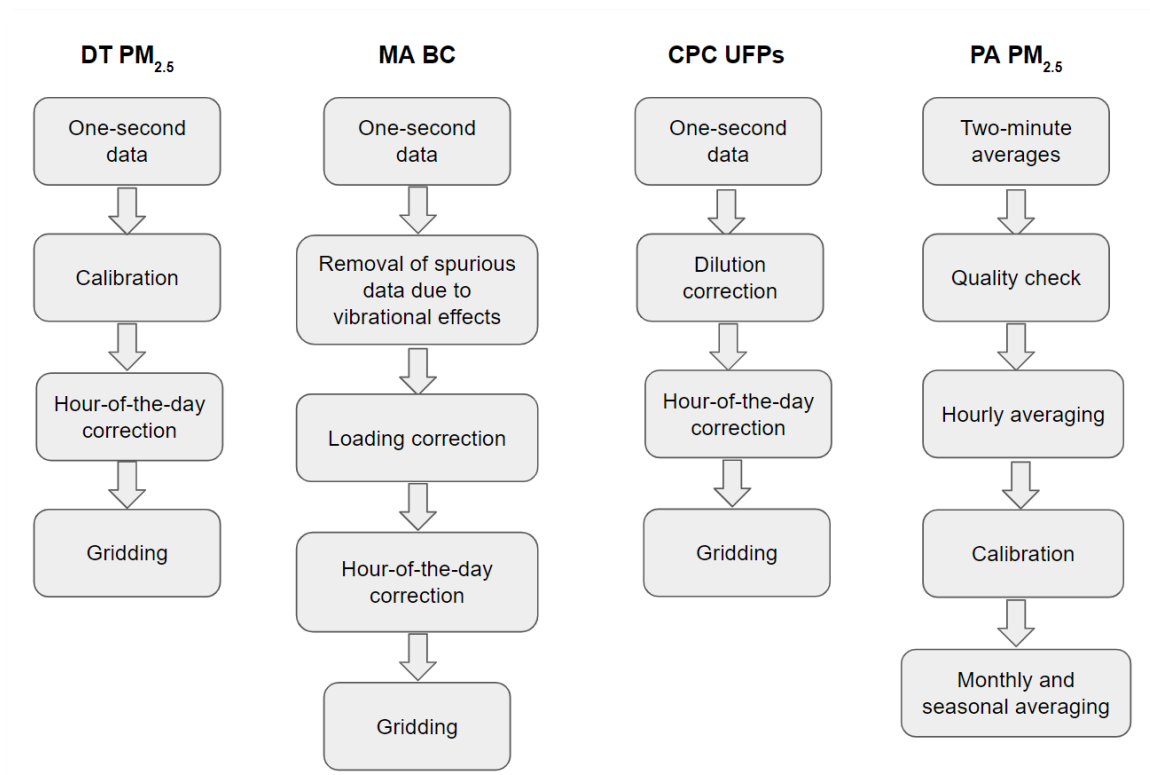 DT PM2.5
One-second
data
Calibration
Hour-of-the-day
correction
Gridding
MA BC
One-second
data
Removal of spurious
data due to
vibrational effects
Loading correction
Hour-of-the-day
correction
Gridding
CPC UFPs
One-second
data
Dilution
correction
Hour-of-the-day
correction
Gridding
PA PM2.5
Two-minute
averages
Quality check
Hourly averaging
Calibration
Monthly and
seasonal averaging